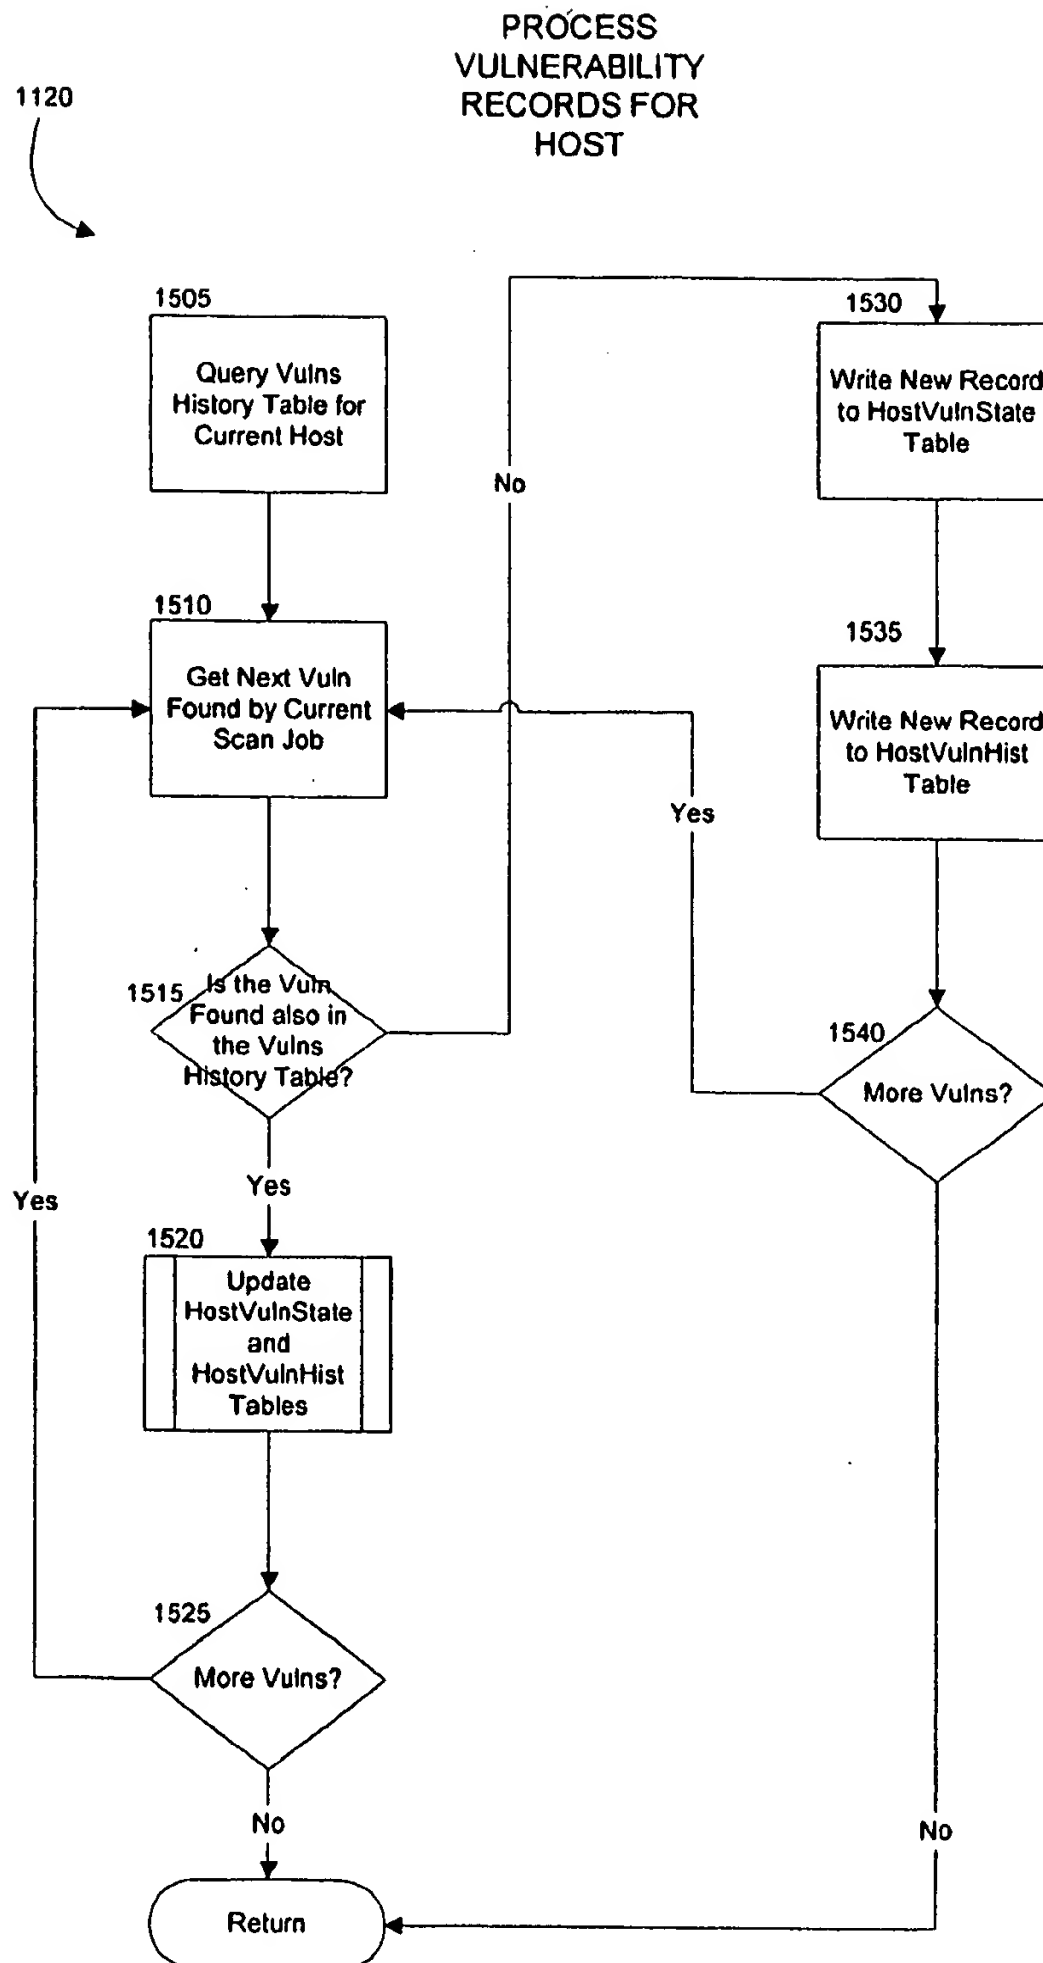 PROCESS
VULNERABILITY
RECORDS FOR
HOST
1120
1505
Query Vulns
History Table for
Current Host
1510
Get Next Vuln
Found by Current
Scan Job
1515
Is the Vuln
Found also in
the Vulns
History Table?
Yes
1520
Update
HostVulnState
and
HostVulnHist
Tables
1525
More Vulns?
Yes
No
Return
No
1530
Write New Record
to HostVulnState
Table
1535
Write New Record
to HostVulnHist
Table
1540
More Vulns?
Yes
No